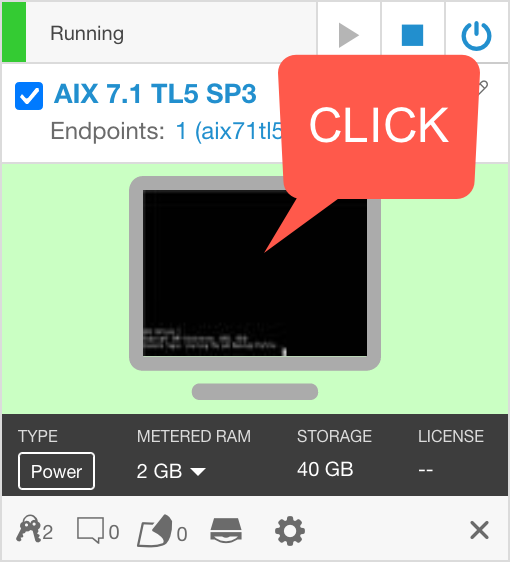 Running
AIX 7.1 TL5 SP3
Endpoints: 1 (aix71tl5
CLICK
TYPE METERED RAM STORAGE LICENSE
Power 2 GB 40 GB --
2 0 0